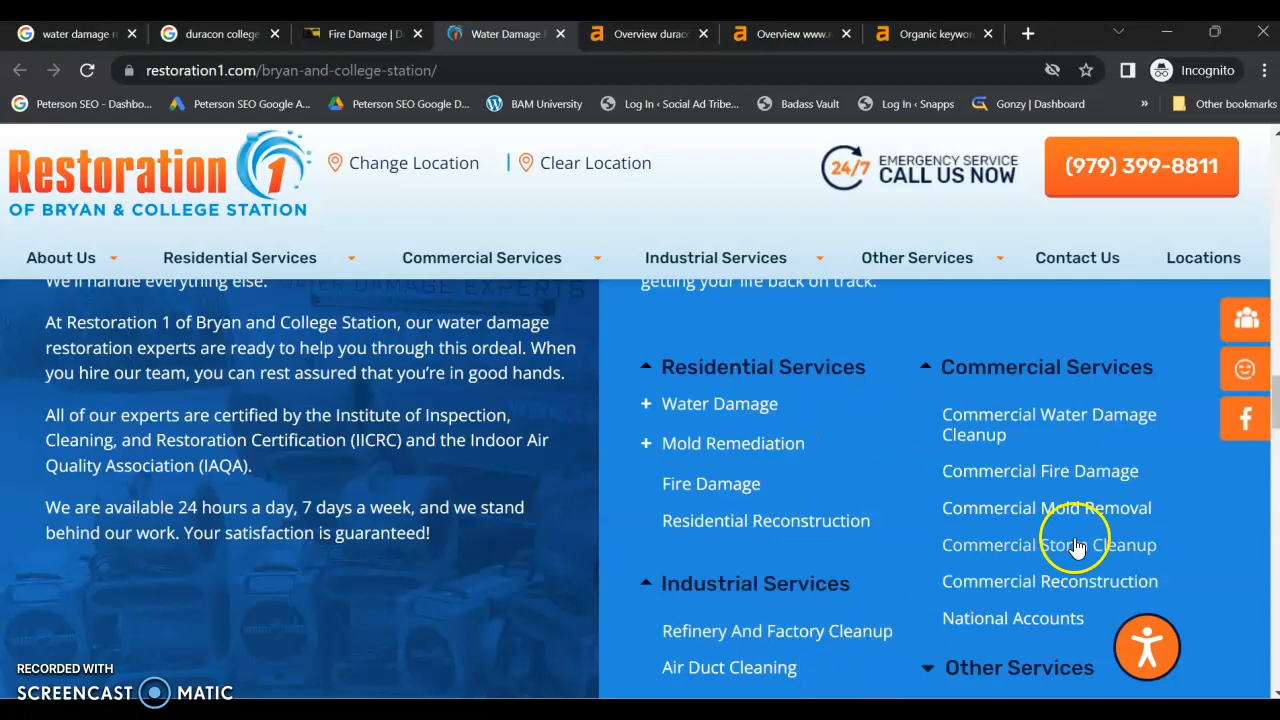 water damage r
duracon college
Fire Damage | D
Water Damage
Overview durac
Overview www.r
Organic keywor
restoration1.com/bryan-and-college-station/
Incognito
Peterson SEO - Dashbo...
Peterson SEO Google A...
Peterson SEO Google D...
BAM University
Log In ‹ Social Ad Tribe...
Badass Vault
Log In ‹ Snapps
Gonzy | Dashboard
»
Other bookmarks
Restoration 1
OF BRYAN & COLLEGE STATION
Change Location
Clear Location
24/7
EMERGENCY SERVICE
CALL US NOW
(979) 399-8811
About Us
Residential Services
Commercial Services
Industrial Services
Other Services
Contact Us
Locations
We'll handle everything else.
At Restoration 1 of Bryan and College Station, our water damage
restoration experts are ready to help you through this ordeal. When
you hire our team, you can rest assured that you're in good hands.
All of our experts are certified by the Institute of Inspection,
Cleaning, and Restoration Certification (IICRC) and the Indoor Air
Quality Association (IAQA).
We are available 24 hours a day, 7 days a week, and we stand
behind our work. Your satisfaction is guaranteed!
getting your life back on track.
Residential Services
+ Water Damage
+ Mold Remediation
Fire Damage
Residential Reconstruction
Industrial Services
Refinery And Factory Cleanup
Air Duct Cleaning
Commercial Services
Commercial Water Damage
Cleanup
Commercial Fire Damage
Commercial Mold Removal
Commercial Storm Cleanup
Commercial Reconstruction
National Accounts
Other Services
RECORDED WITH
SCREENCAST MATIC